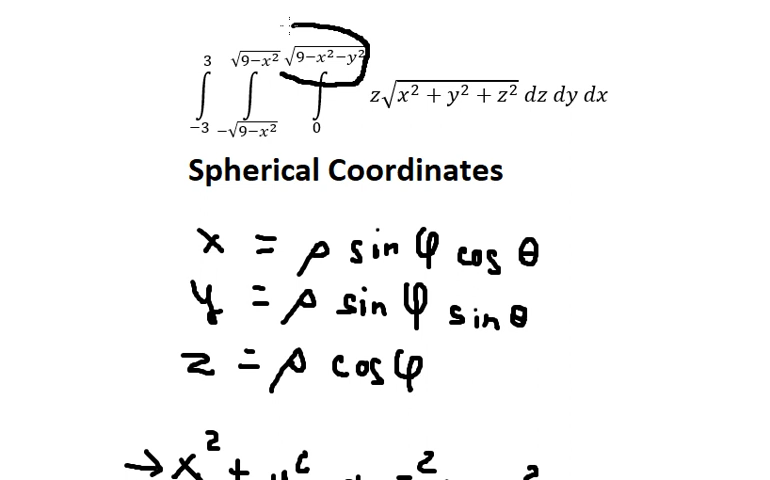 ∫_{-3}^{3} ∫_{-√(9-x²)}^{√(9-x²)} ∫_{0}^{√(9-x²-y²)} z√(x² + y² + z²) dz dy dx
Spherical Coordinates
x = ρ sin φ cos θ
y = ρ sin φ sin θ
z = ρ cos φ
→ x² +